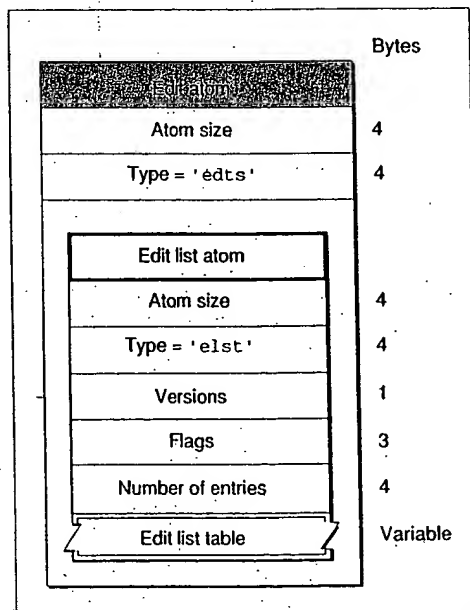 Bytes
Edit atom
Atom size 4
Type = 'edts' 4
Edit list atom
Atom size 4
Type = 'elst' 4
Versions 1
Flags 3
Number of entries 4
Edit list table Variable